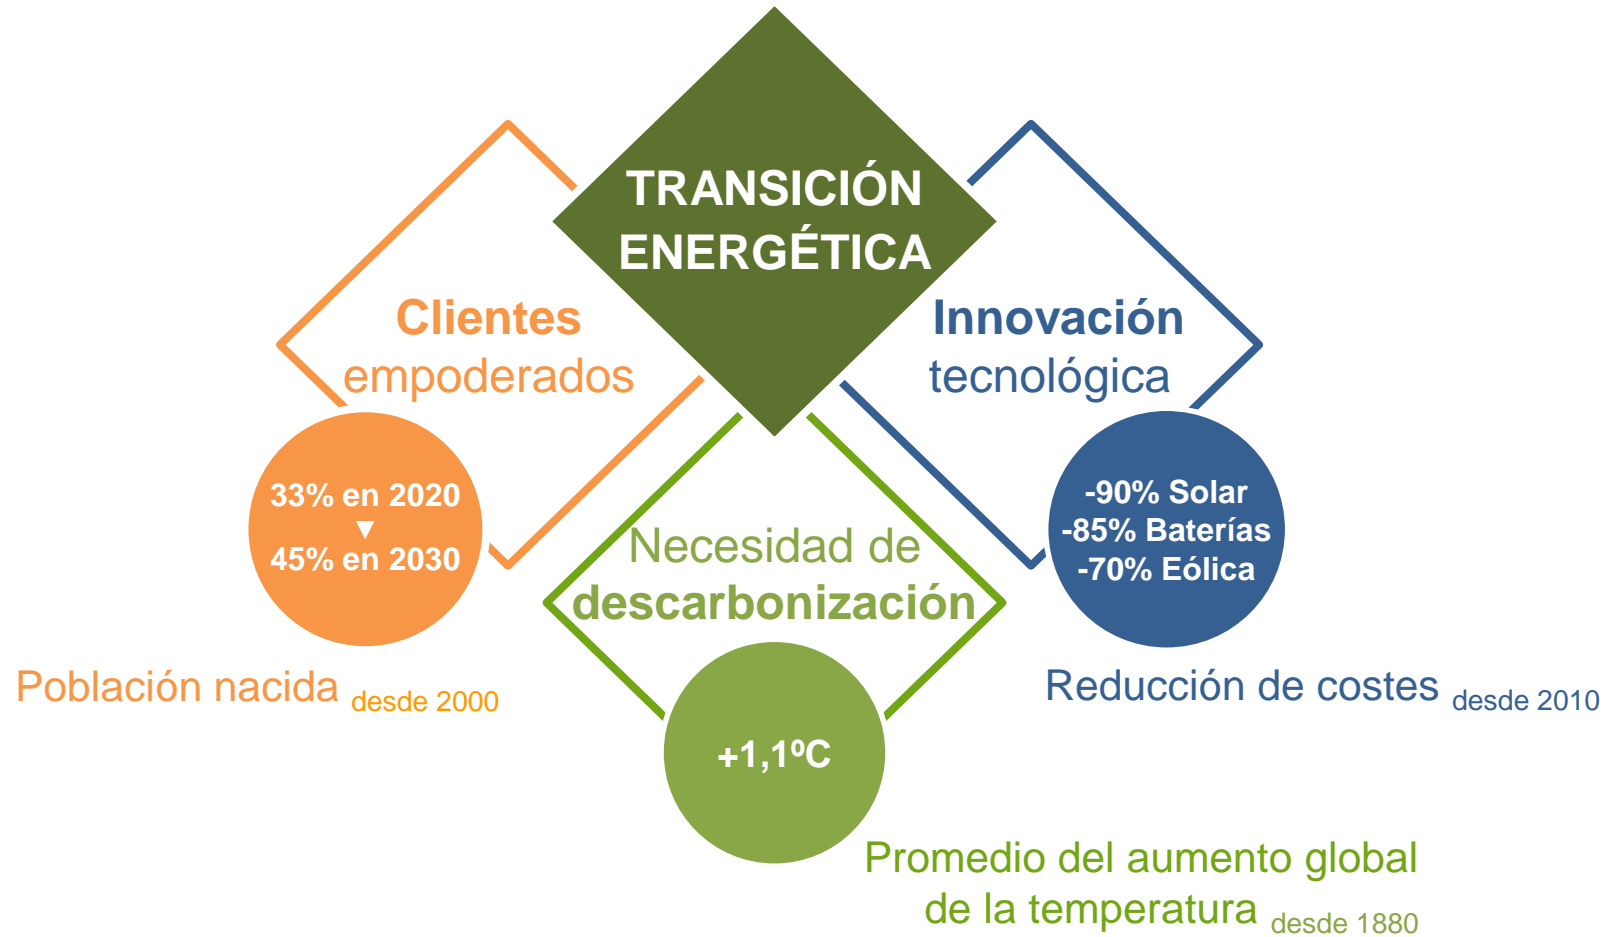 TRANSICIÓN
ENERGÉTICA
Clientes
empoderados
33% en 2020
▼
45% en 2030
Población nacida desde 2000
Necesidad de
descarbonización
+1,1ºC
Promedio del aumento global
de la temperatura desde 1880
Innovación
tecnológica
-90% Solar
-85% Baterías
-70% Eólica
Reducción de costes desde 2010